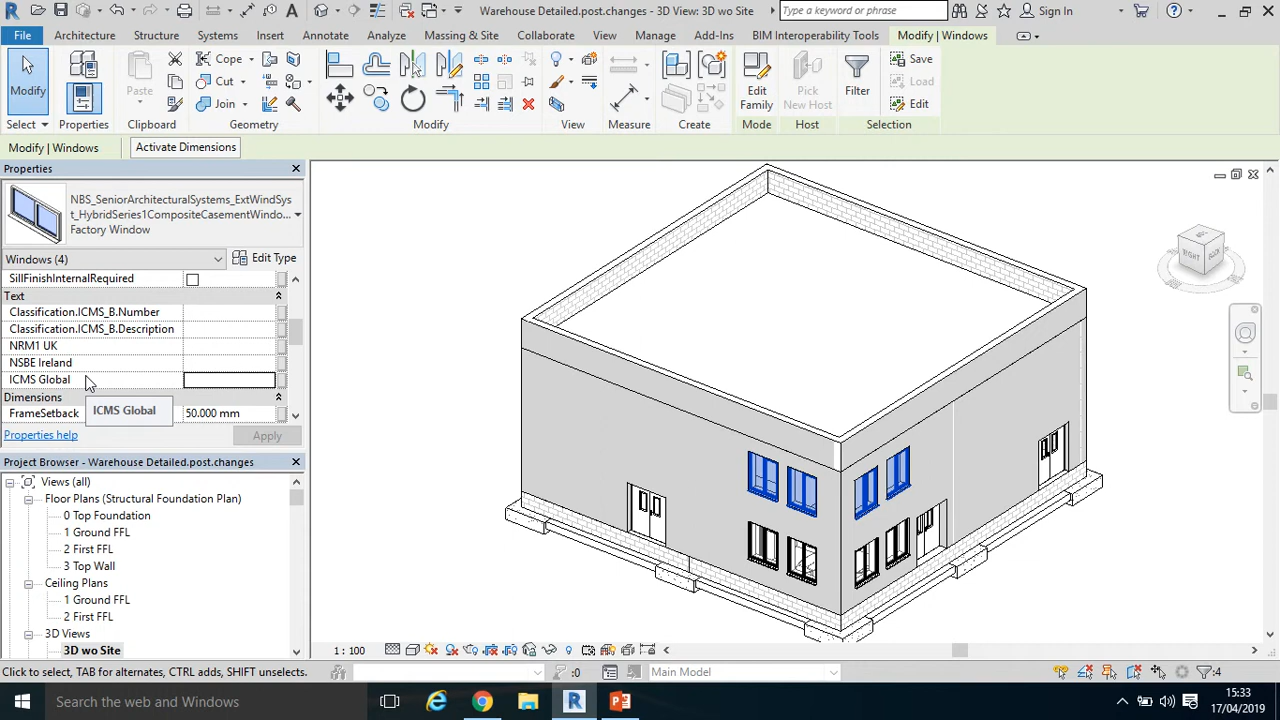 Warehouse Detailed.post.changes - 3D View: 3D wo Site
Type a keyword or phrase
Sign In
File
Architecture
Structure
Systems
Insert
Annotate
Analyze
Massing & Site
Collaborate
View
Manage
Add-Ins
BIM Interoperability Tools
Modify | Windows
Modify
Paste
Cope
Cut
Join
Edit
Family
Pick
New Host
Filter
Save
Load
Edit
Select
Properties
Clipboard
Geometry
Modify
View
Measure
Create
Mode
Host
Selection
Modify | Windows
Activate Dimensions
Properties
NBS_SeniorArchitecturalSystems_ExtWindSys
t_HybridSeries1CompositeCasementWindo...
Factory Window
Windows (4)
Edit Type
SillFinishInternalRequired
Text
Classification.ICMS_B.Number
Classification.ICMS_B.Description
NRM1 UK
NSBE Ireland
ICMS Global
ICMS Global
Dimensions
FrameSetback 50.000 mm
Properties help
Apply
Project Browser - Warehouse Detailed.post.changes
Views (all)
Floor Plans (Structural Foundation Plan)
0 Top Foundation
1 Ground FFL
2 First FFL
3 Top Wall
Ceiling Plans
1 Ground FFL
2 First FFL
3D Views
3D wo Site
RIGHT
BACK
1 : 100
Click to select, TAB for alternates, CTRL adds, SHIFT unselects.
:0
Main Model
:4
Search the web and Windows
15:33
17/04/2019